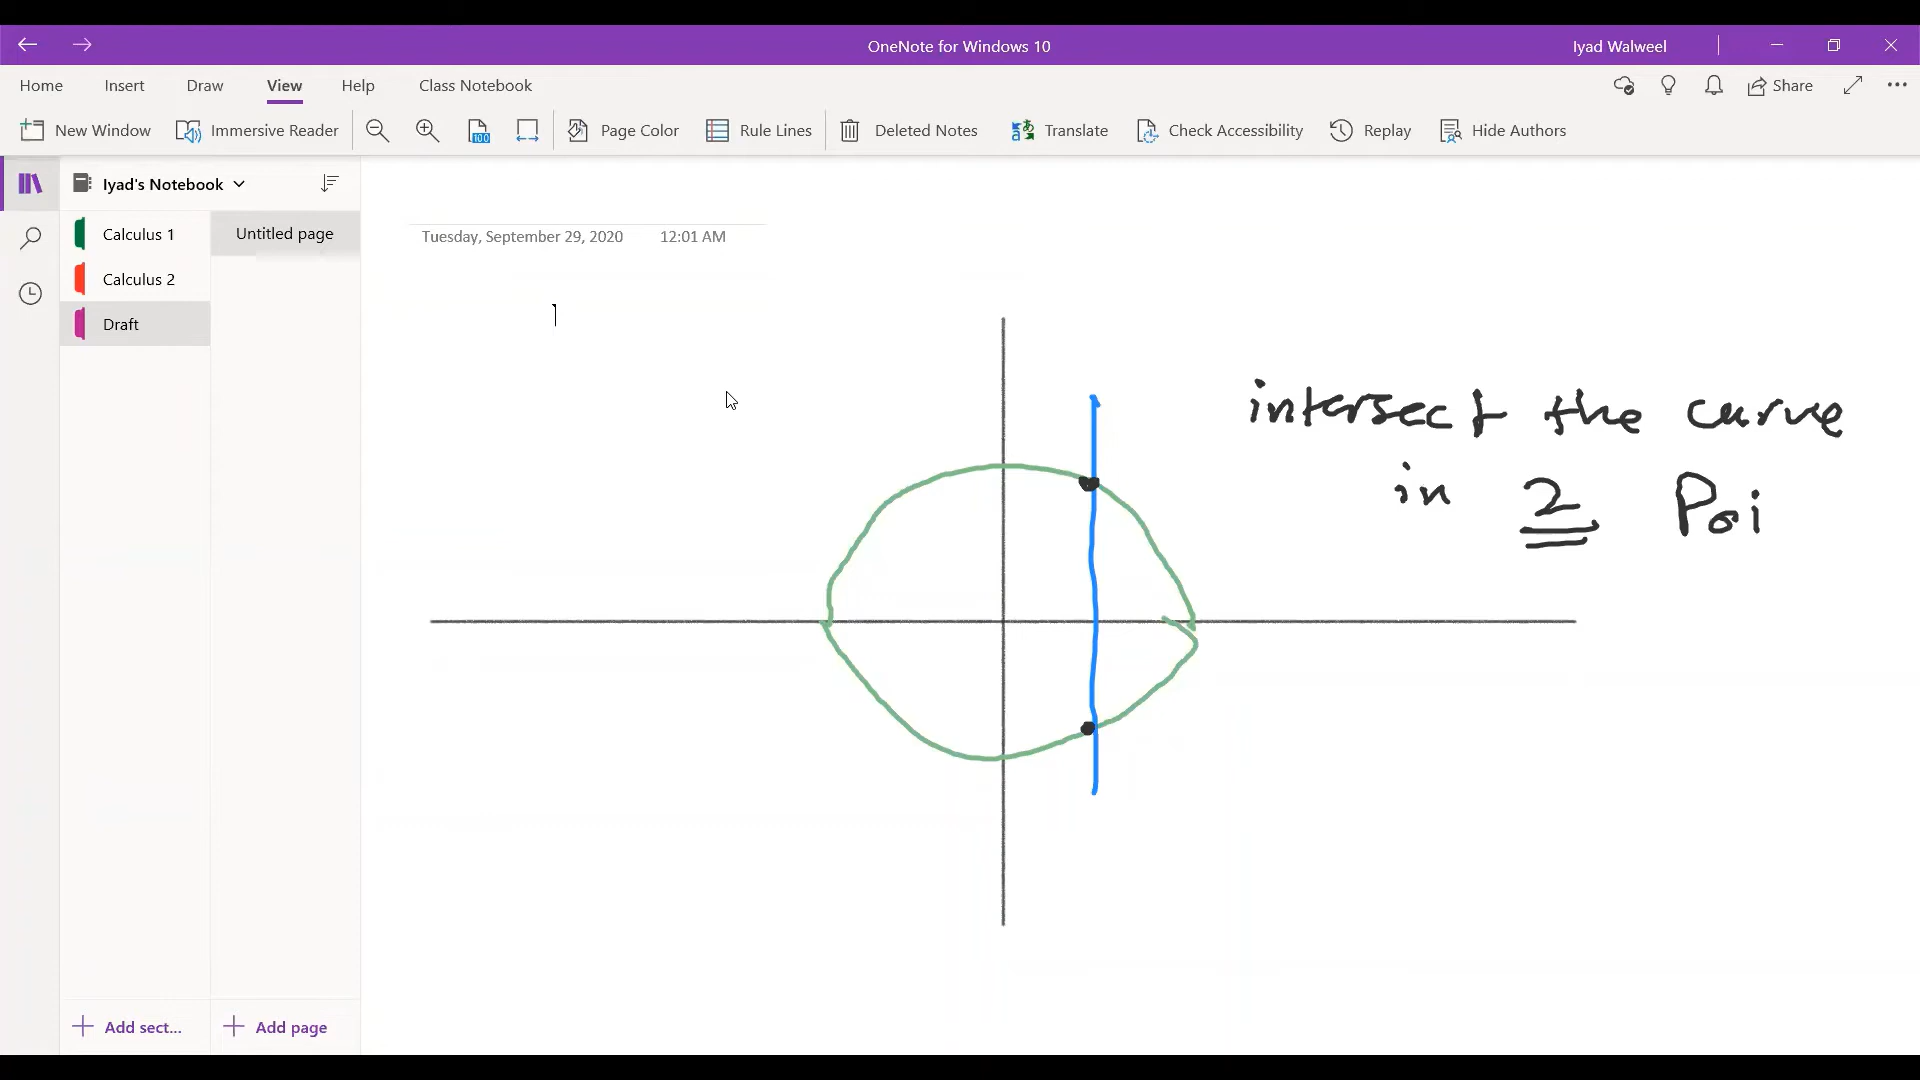 OneNote for Windows 10
Iyad Walweel
Home Insert Draw View Help Class Notebook
Share
New Window Immersive Reader 100 Page Color Rule Lines Deleted Notes Translate Check Accessibility Replay Hide Authors
Iyad's Notebook
Calculus 1
Calculus 2
Draft
Untitled page
Tuesday, September 29, 2020 12:01 AM
intersect the curve
in 2 Poi
Add sect...
Add page